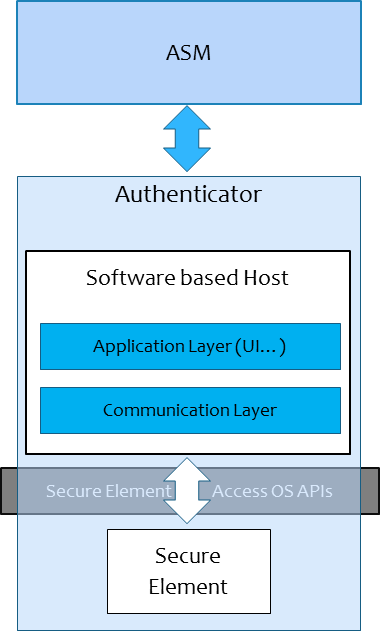 ASM
Authenticator
Software based Host
Application Layer (UI…)
Communication Layer
Secure Element Access OS APIs
Secure
Element